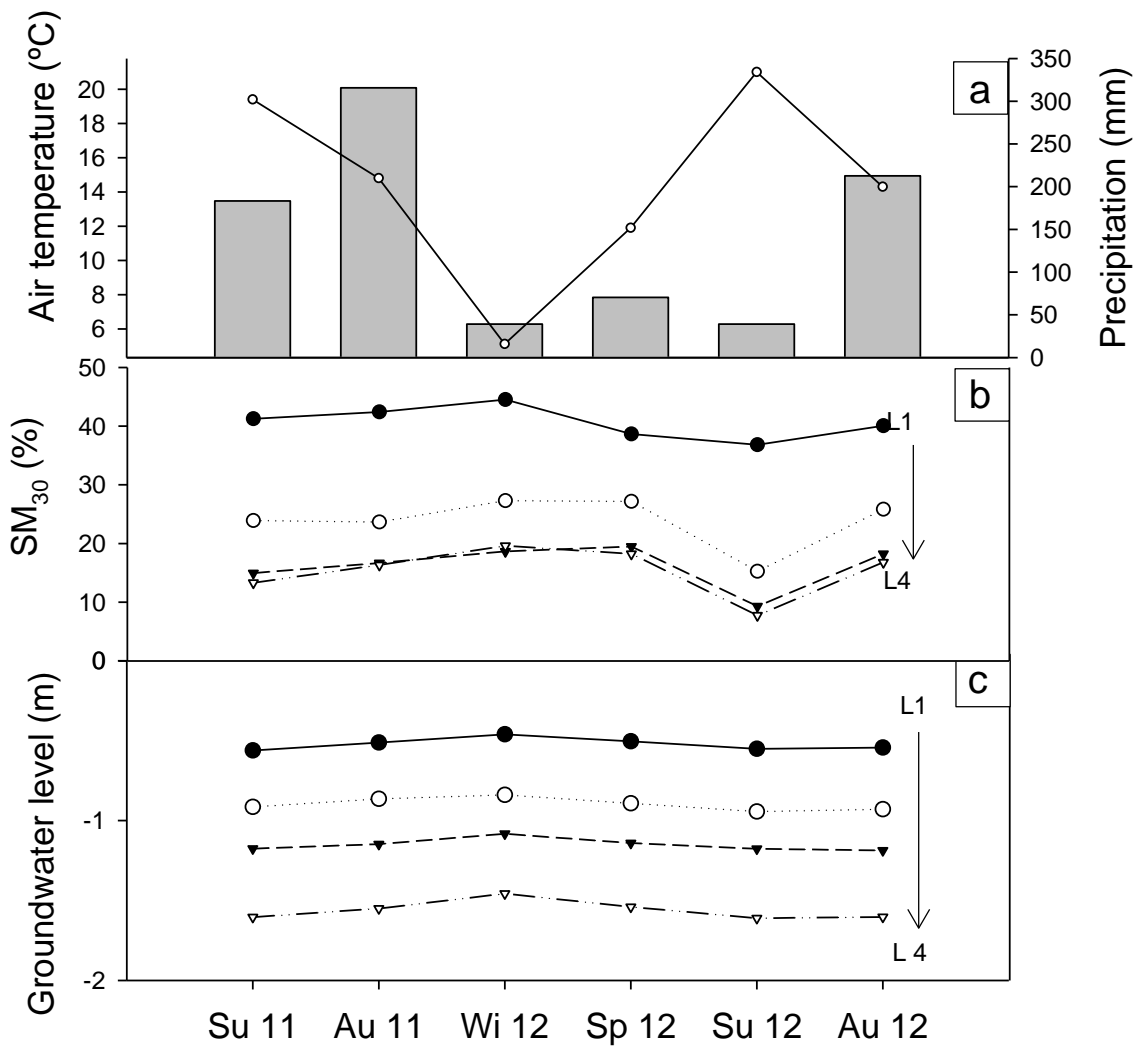 Air temperature (ºC)
20
18
16
14
12
10
8
6
a
350
300
250
200
150
100
50
0
Precipitation (mm)
SM30 (%)
50
40
30
20
10
0
b
L1
L4
Groundwater level (m)
-1
-2
c
L1
L 4
Su 11 Au 11 Wi 12 Sp 12 Su 12 Au 12